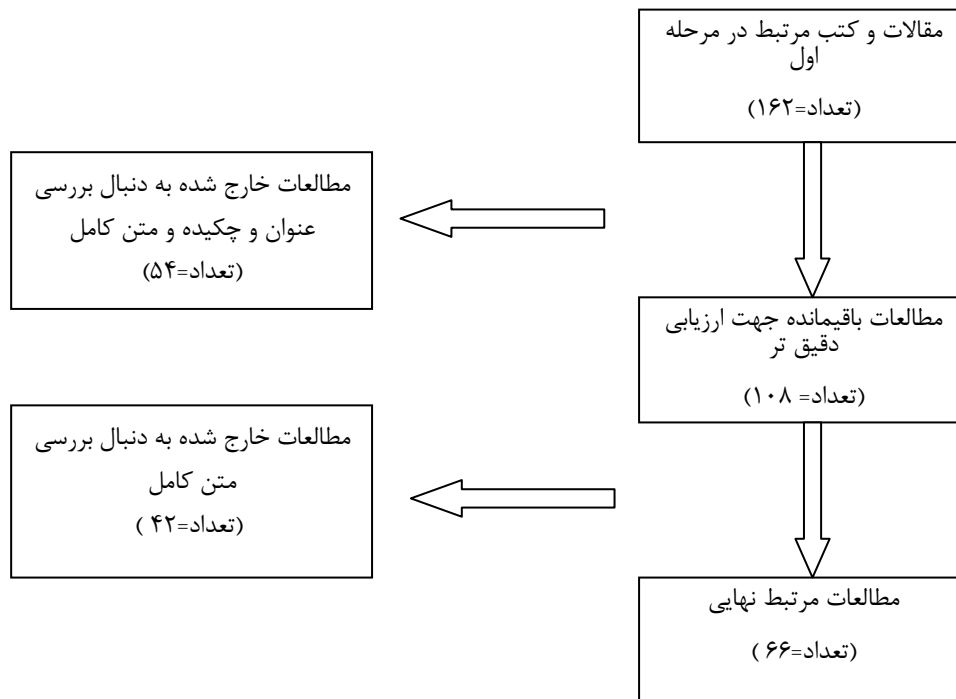 مقالات و کتب مرتبط در مرحله
اول
(تعداد=۱۶۲)
مطالعات خارج شده به دنبال بررسی
عنوان و چکیده و متن کامل
(تعداد=۵۴)
مطالعات باقیمانده جهت ارزیابی
دقیق تر
(تعداد= ۱۰۸)
مطالعات خارج شده به دنبال بررسی
متن کامل
(تعداد=۴۲ )
مطالعات مرتبط نهایی
(تعداد=۶۶ )